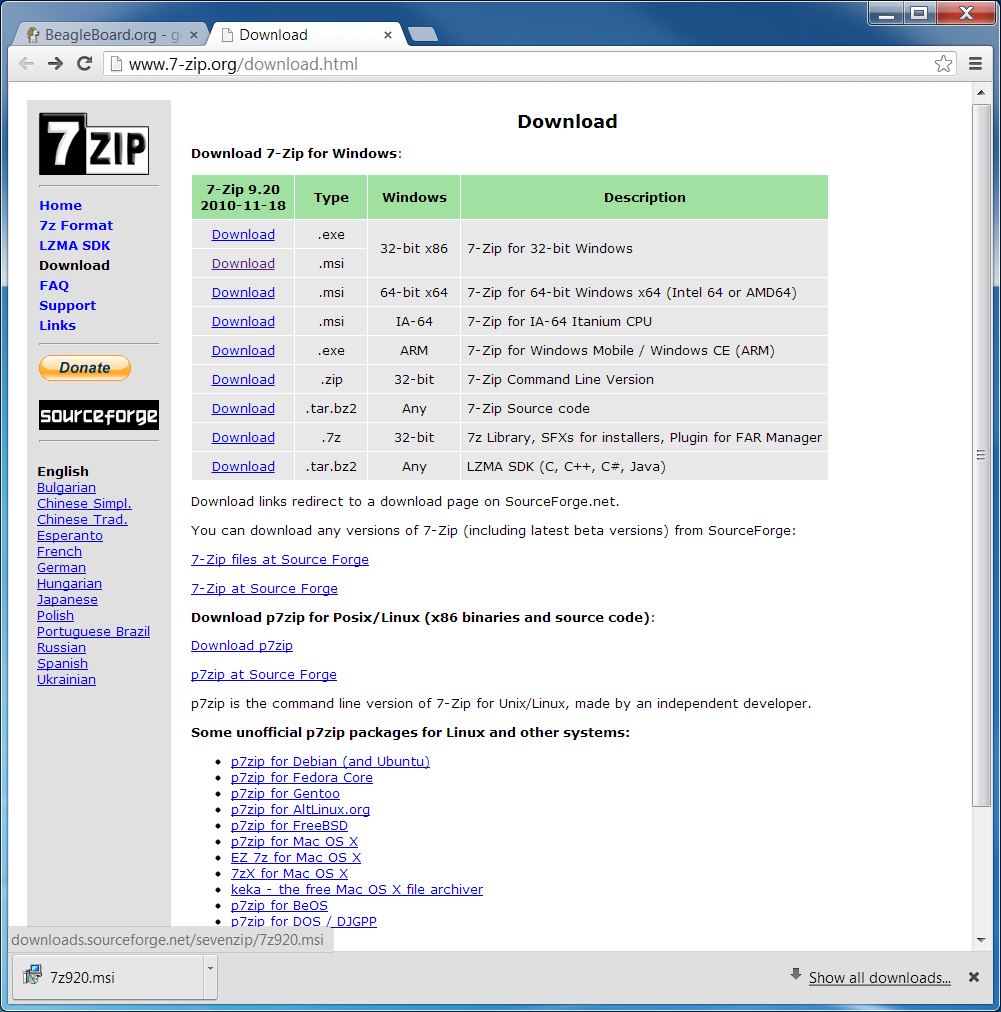 BeagleBoard.org - g
Download
www.7-zip.org/download.html
7ZIP
Home
7z Format
LZMA SDK
Download
FAQ
Support
Links
Donate
sourceforge
English
Bulgarian
Chinese Simpl.
Chinese Trad.
Esperanto
French
German
Hungarian
Japanese
Polish
Portuguese Brazil
Russian
Spanish
Ukrainian
Download
Download 7-Zip for Windows:
7-Zip 9.20 2010-11-18 Type Windows Description
Download .exe 32-bit x86 7-Zip for 32-bit Windows
Download .msi
Download .msi 64-bit x64 7-Zip for 64-bit Windows x64 (Intel 64 or AMD64)
Download .msi IA-64 7-Zip for IA-64 Itanium CPU
Download .exe ARM 7-Zip for Windows Mobile / Windows CE (ARM)
Download .zip 32-bit 7-Zip Command Line Version
Download .tar.bz2 Any 7-Zip Source code
Download .7z 32-bit 7z Library, SFXs for installers, Plugin for FAR Manager
Download .tar.bz2 Any LZMA SDK (C, C++, C#, Java)
Download links redirect to a download page on SourceForge.net.
You can download any versions of 7-Zip (including latest beta versions) from SourceForge:
7-Zip files at Source Forge
7-Zip at Source Forge
Download p7zip for Posix/Linux (x86 binaries and source code):
Download p7zip
p7zip at Source Forge
p7zip is the command line version of 7-Zip for Unix/Linux, made by an independent developer.
Some unofficial p7zip packages for Linux and other systems:
p7zip for Debian (and Ubuntu)
p7zip for Fedora Core
p7zip for Gentoo
p7zip for AltLinux.org
p7zip for FreeBSD
p7zip for Mac OS X
EZ 7z for Mac OS X
7zX for Mac OS X
keka - the free Mac OS X file archiver
p7zip for BeOS
p7zip for DOS / DJGPP
downloads.sourceforge.net/sevenzip/7z920.msi
7z920.msi
Show all downloads...